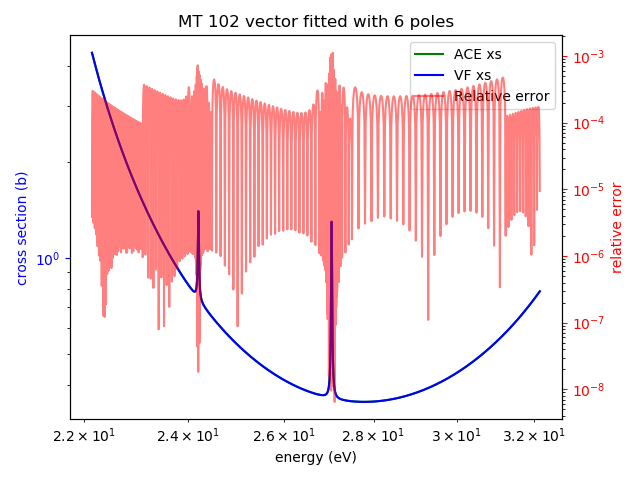 MT 102 vector fitted with 6 poles
ACE xs
VF xs
Relative error
cross section (b)
10⁰
10⁻³
10⁻⁴
10⁻⁵
10⁻⁶
10⁻⁷
10⁻⁸
relative error
2.2 × 10¹ 2.4 × 10¹ 2.6 × 10¹ 2.8 × 10¹ 3 × 10¹ 3.2 × 10¹
energy (eV)